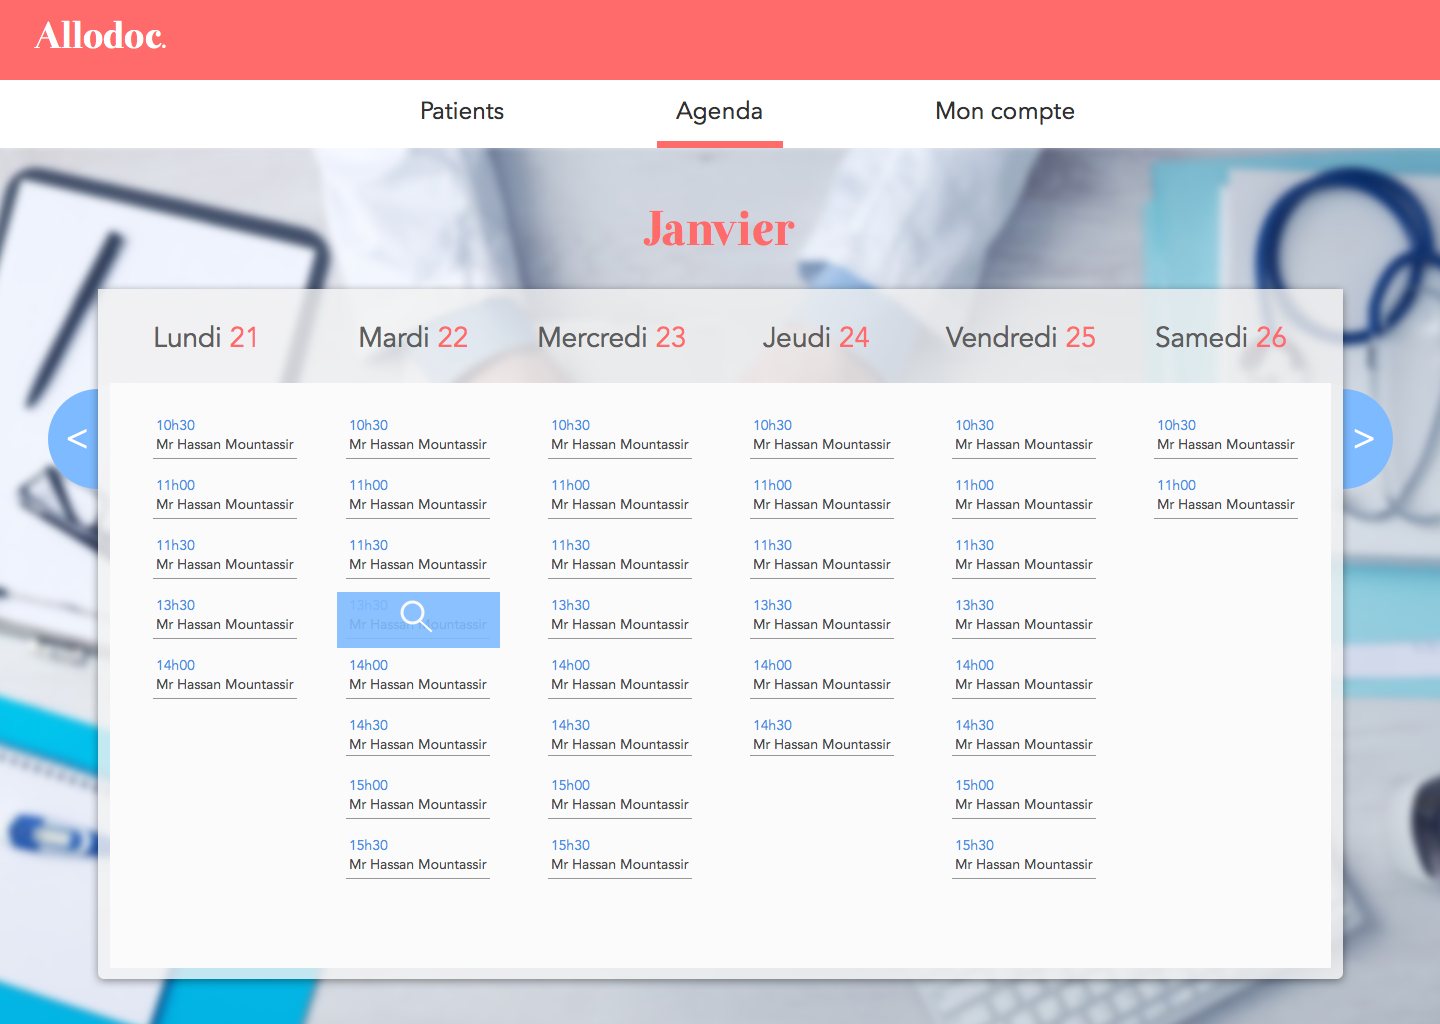 Allodoc.
Patients Agenda Mon compte
Janvier
Lundi 21 Mardi 22 Mercredi 23 Jeudi 24 Vendredi 25 Samedi 26
10h30 10h30 10h30 10h30 10h30 10h30
< Mr Hassan Mountassir Mr Hassan Mountassir Mr Hassan Mountassir Mr Hassan Mountassir Mr Hassan Mountassir Mr Hassan Mountassir >
11h00 11h00 11h00 11h00 11h00 11h00
Mr Hassan Mountassir Mr Hassan Mountassir Mr Hassan Mountassir Mr Hassan Mountassir Mr Hassan Mountassir Mr Hassan Mountassir
11h30 11h30 11h30 11h30 11h30
Mr Hassan Mountassir Mr Hassan Mountassir Mr Hassan Mountassir Mr Hassan Mountassir Mr Hassan Mountassir
13h30 13h30 13h30 13h30 13h30
Mr Hassan Mountassir Mr Hassan Mountassir Mr Hassan Mountassir Mr Hassan Mountassir Mr Hassan Mountassir
14h00 14h00 14h00 14h00 14h00
Mr Hassan Mountassir Mr Hassan Mountassir Mr Hassan Mountassir Mr Hassan Mountassir Mr Hassan Mountassir
14h30 14h30 14h30 14h30
Mr Hassan Mountassir Mr Hassan Mountassir Mr Hassan Mountassir Mr Hassan Mountassir
15h00 15h00 15h00
Mr Hassan Mountassir Mr Hassan Mountassir Mr Hassan Mountassir
15h30 15h30 15h30
Mr Hassan Mountassir Mr Hassan Mountassir Mr Hassan Mountassir